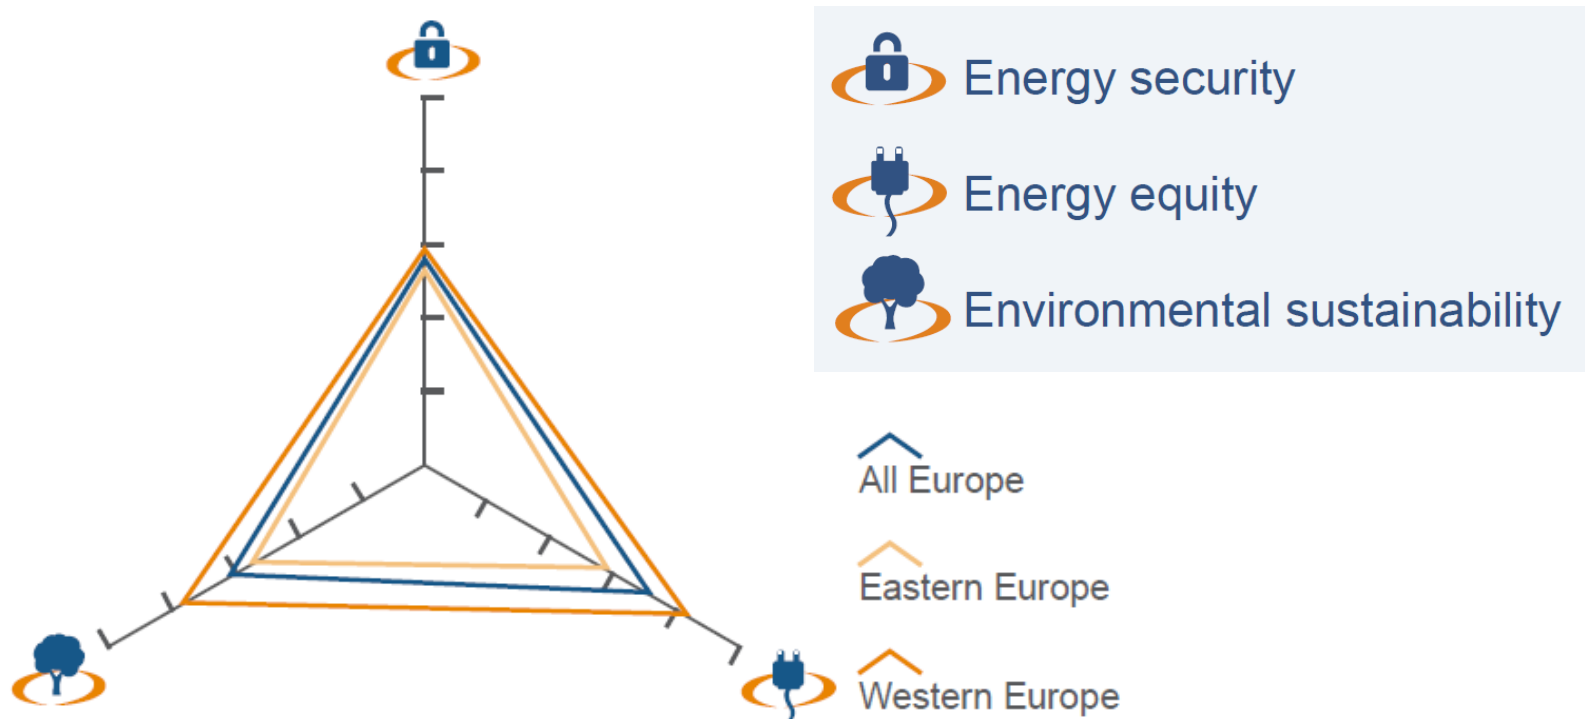 Energy security
Energy equity
Environmental sustainability
All Europe
Eastern Europe
Western Europe